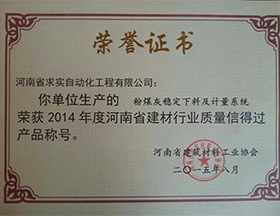 荣誉证书
河南省求实自动化工程有限公司：
你单位生产的 粉煤灰稳定下料及计量系统
荣获2014年度河南省建材行业质量信得过
产品称号。
河南省建筑材料工业协会
二〇一五年八月